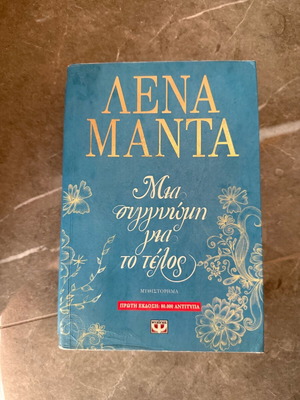 ΛΕΝΑ
ΜΑΝΤΑ
Μια
συγγνώμη
για
το τέλος
ΜΥΘΙΣΤΟΡΗΜΑ
ΠΡΩΤΗ ΕΚΔΟΣΗ: 80.000 ΑΝΤΙΤΥΠΑ